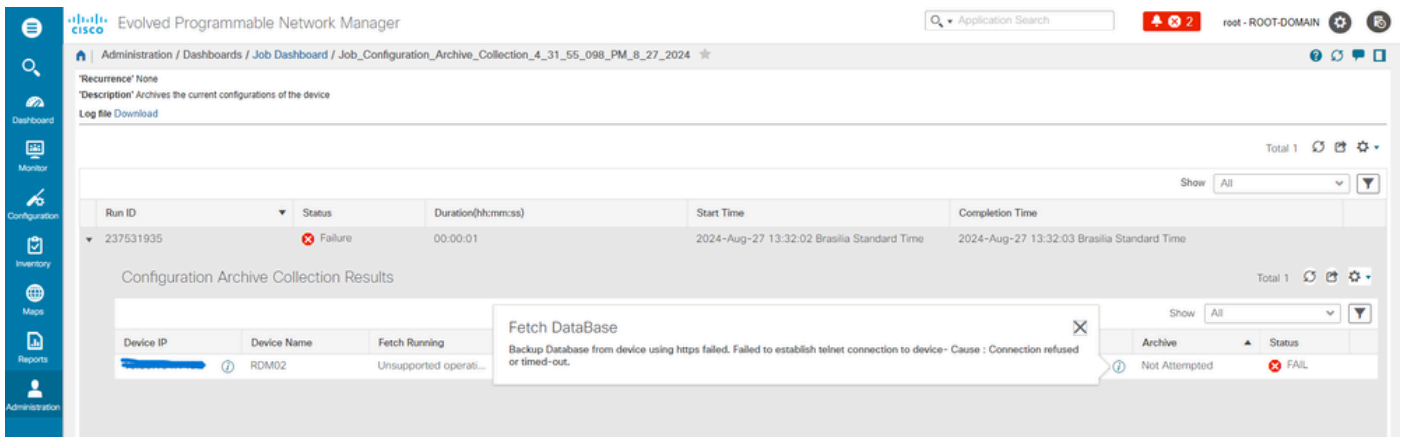 cisco Evolved Programmable Network Manager
Application Search
2
root - ROOT-DOMAIN
Administration / Dashboards / Job Dashboard / Job_Configuration_Archive_Collection_4_31_55_098_PM_8_27_2024
'Recurrence' None
'Description' Archives the current configurations of the device
Log file Download
Dashboard
Monitor
Configuration
Inventory
Maps
Reports
Administration
Total 1
Show All
Run ID Status Duration(hh:mm:ss) Start Time Completion Time
237531935 Failure 00:00:01 2024-Aug-27 13:32:02 Brasilia Standard Time 2024-Aug-27 13:32:03 Brasilia Standard Time
Configuration Archive Collection Results
Total 1
Show All
Device IP Device Name Fetch Running Archive Status
RDM02 Unsupported operati... Not Attempted FAIL
Fetch DataBase
Backup Database from device using https failed. Failed to establish telnet connection to device- Cause : Connection refused
or timed-out.